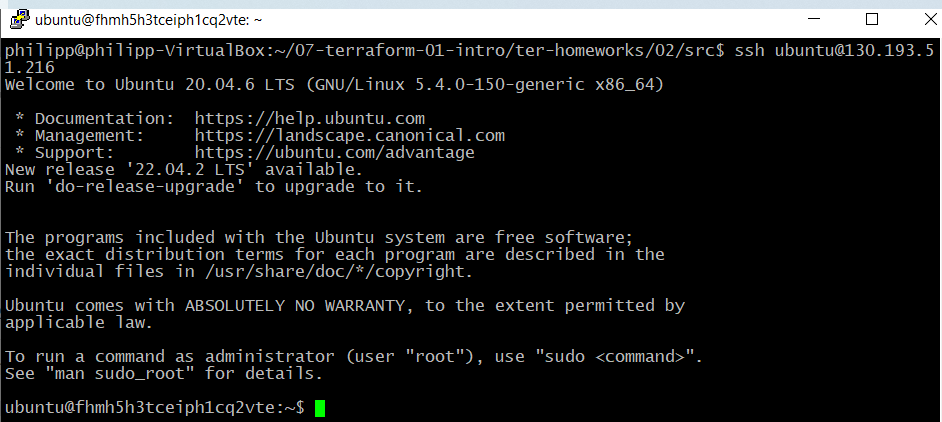 ubuntu@fhmh5h3tceiph1cq2vte: ~
philipp@philipp-VirtualBox:~/07-terraform-01-intro/ter-homeworks/02/src$ ssh ubuntu@130.193.5
1.216
Welcome to Ubuntu 20.04.6 LTS (GNU/Linux 5.4.0-150-generic x86_64)
 * Documentation:  https://help.ubuntu.com
 * Management:     https://landscape.canonical.com
 * Support:        https://ubuntu.com/advantage
New release '22.04.2 LTS' available.
Run 'do-release-upgrade' to upgrade to it.
The programs included with the Ubuntu system are free software;
the exact distribution terms for each program are described in the
individual files in /usr/share/doc/*/copyright.
Ubuntu comes with ABSOLUTELY NO WARRANTY, to the extent permitted by
applicable law.
To run a command as administrator (user "root"), use "sudo <command>".
See "man sudo_root" for details.
ubuntu@fhmh5h3tceiph1cq2vte:~$